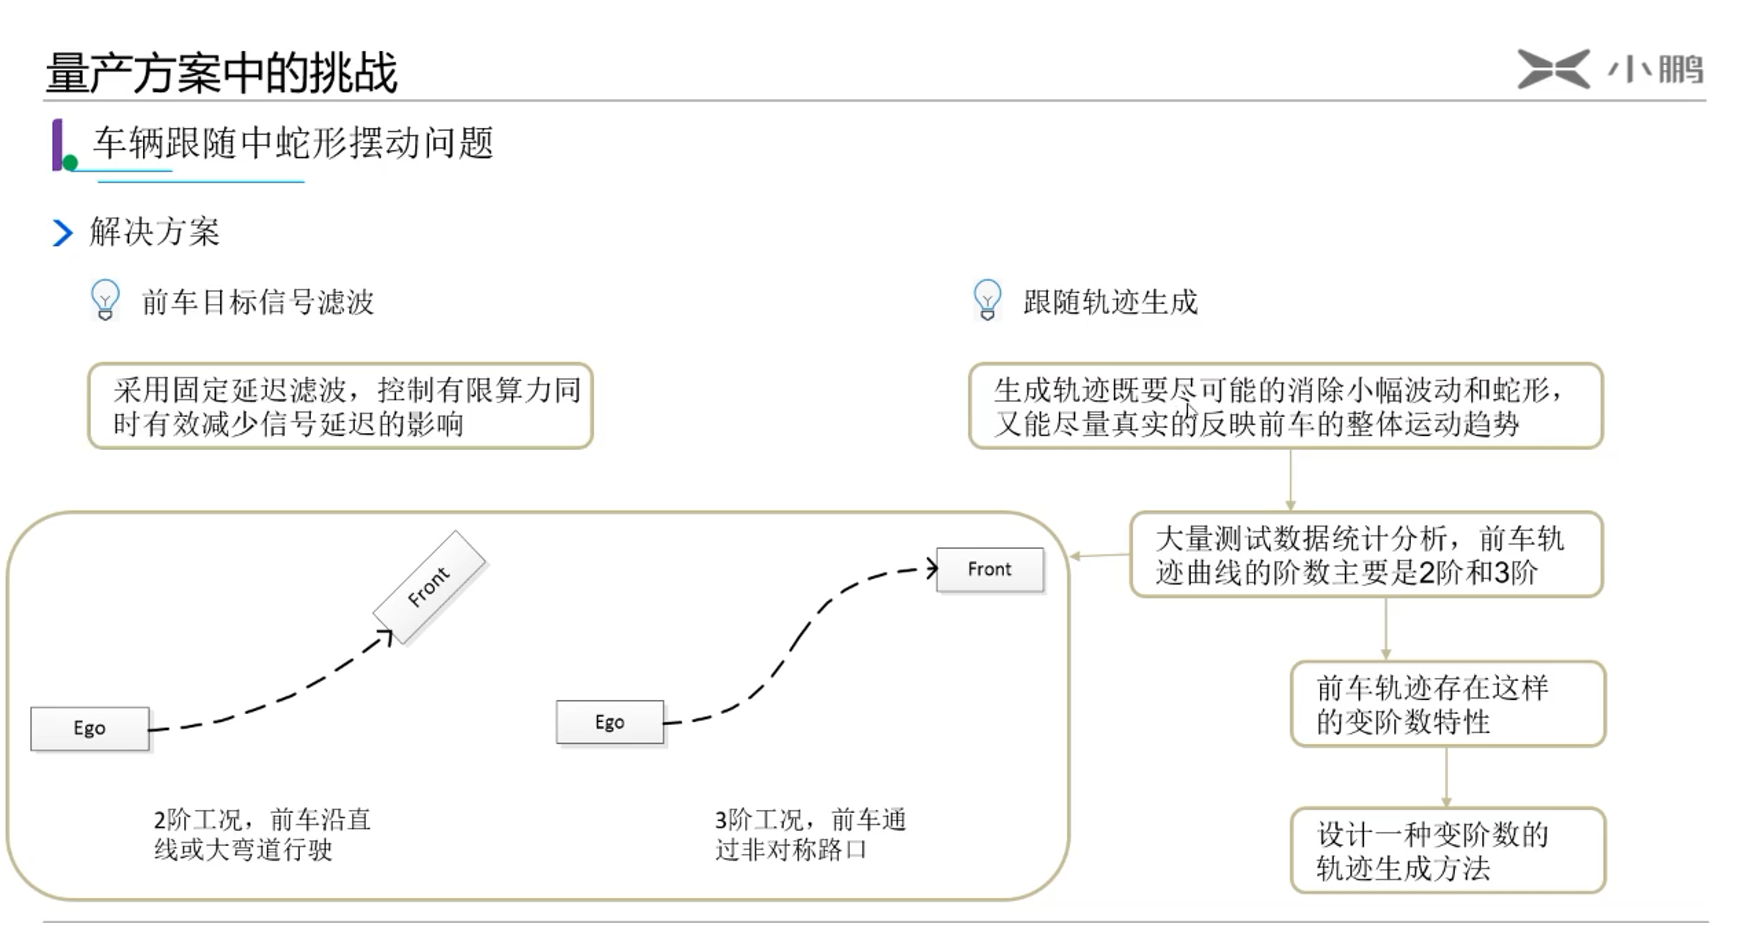 量产方案中的挑战
小鹏
车辆跟随中蛇形摆动问题
解决方案
前车目标信号滤波
采用固定延迟滤波，控制有限算力同
时有效减少信号延迟的影响
跟随轨迹生成
生成轨迹既要尽可能的消除小幅波动和蛇形，
又能尽量真实的反映前车的整体运动趋势
大量测试数据统计分析，前车轨
迹曲线的阶数主要是2阶和3阶
前车轨迹存在这样
的变阶数特性
设计一种变阶数的
轨迹生成方法
Front
Ego
2阶工况，前车沿直
线或大弯道行驶
Front
Ego
3阶工况，前车通
过非对称路口